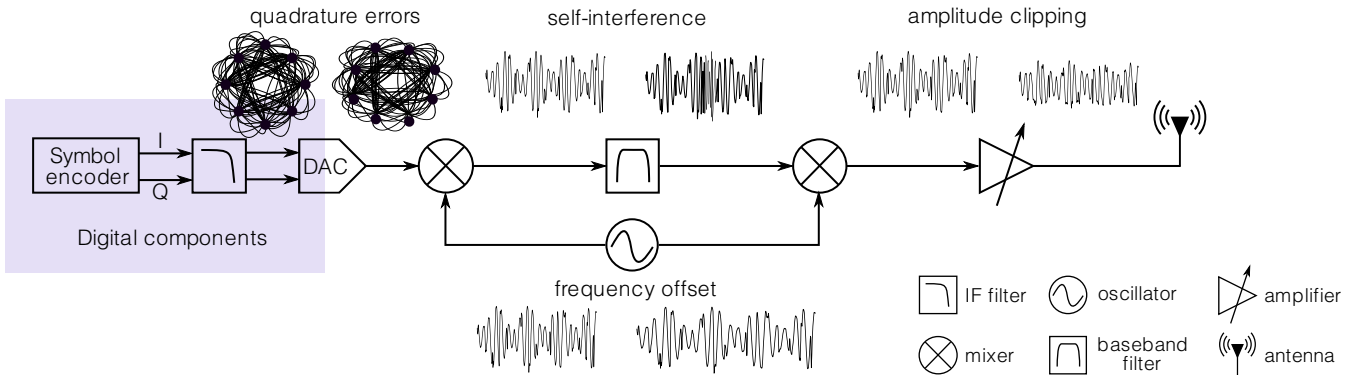 quadrature errors
self-interference
amplitude clipping
Symbol
encoder
I
Q
DAC
Digital components
frequency offset
IF filter
oscillator
amplifier
mixer
baseband
filter
antenna